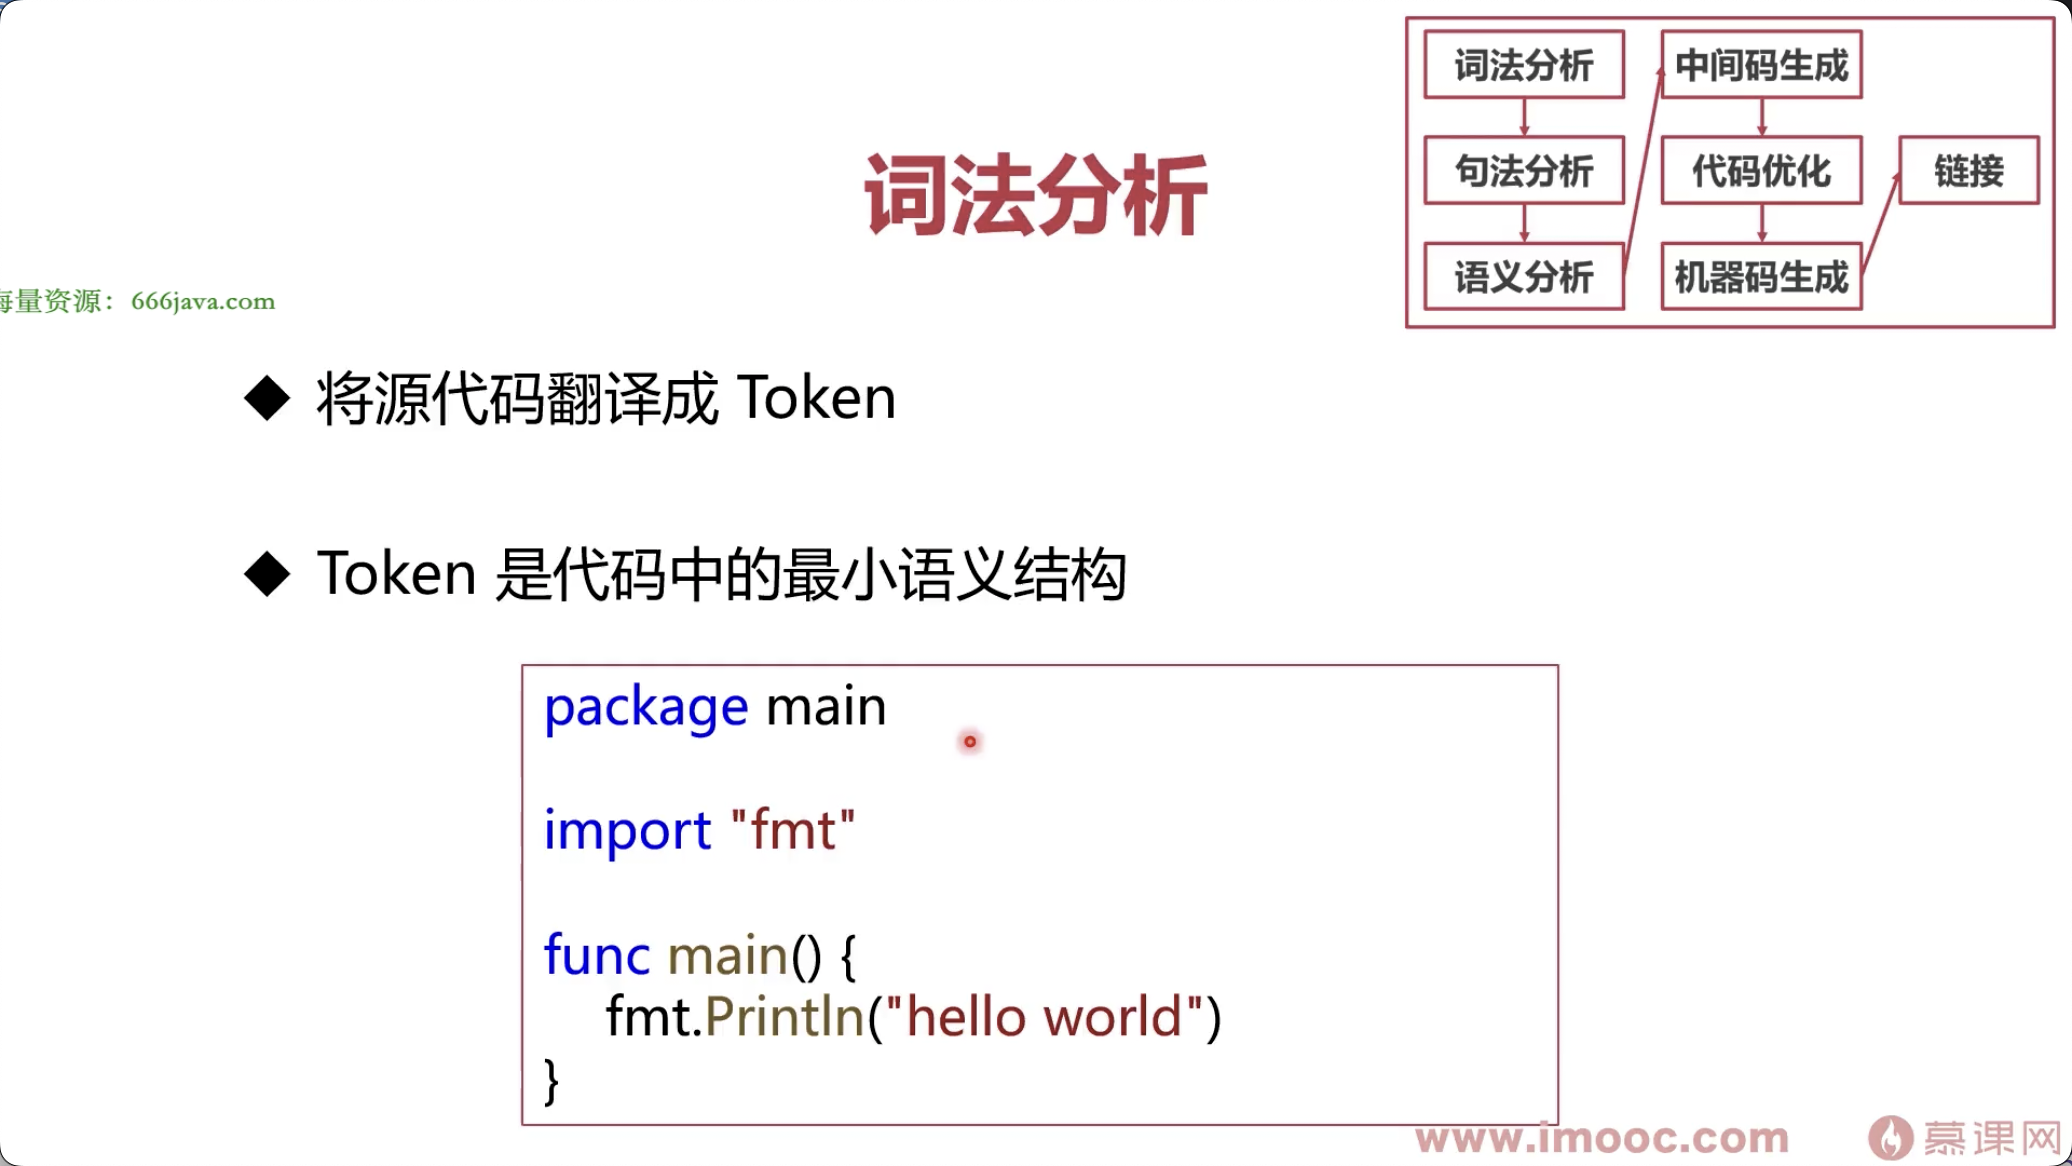 词法分析
中间码生成
句法分析
代码优化
链接
语义分析
机器码生成
词法分析
海量资源：666java.com
将源代码翻译成 Token
Token 是代码中的最小语义结构
package main
import "fmt"
func main() {
fmt.Println("hello world")
}
www.imooc.com
慕课网